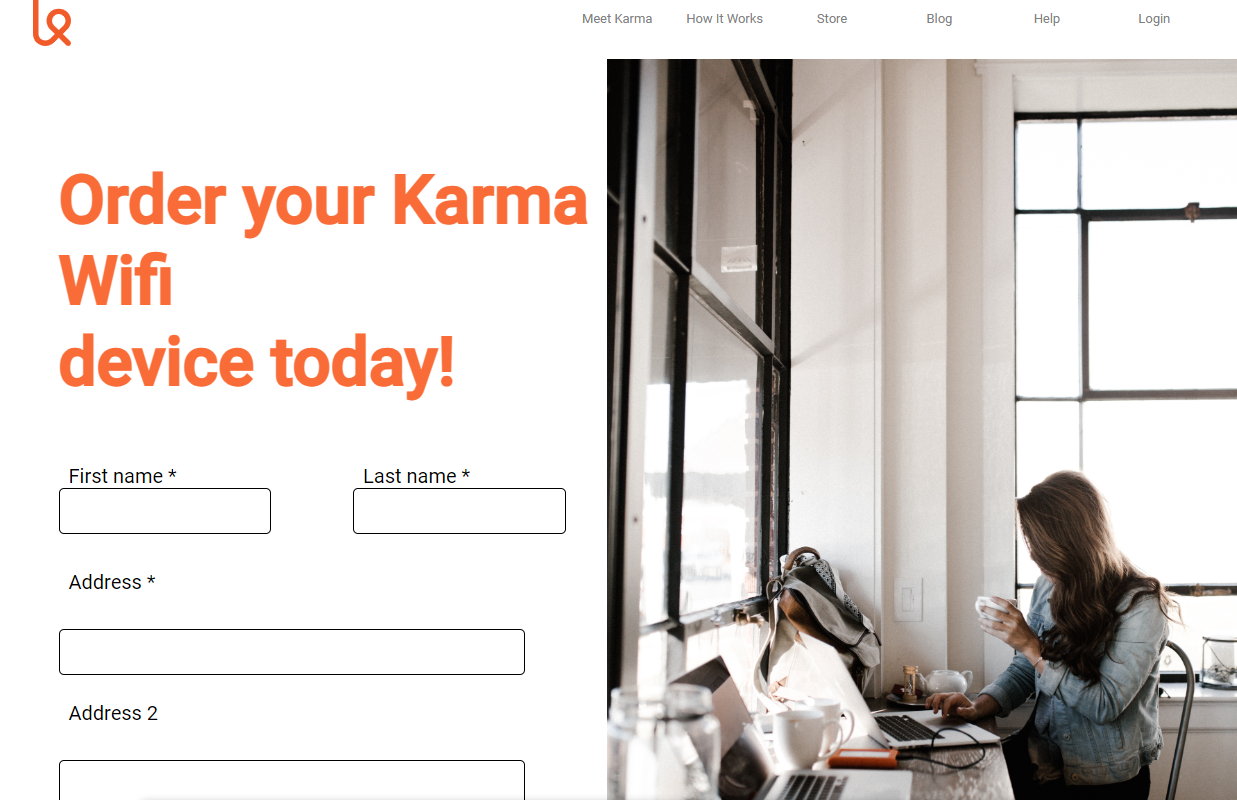 Meet Karma How It Works Store Blog Help Login
Order your Karma
Wifi
device today!
First name * Last name *
Address *
Address 2